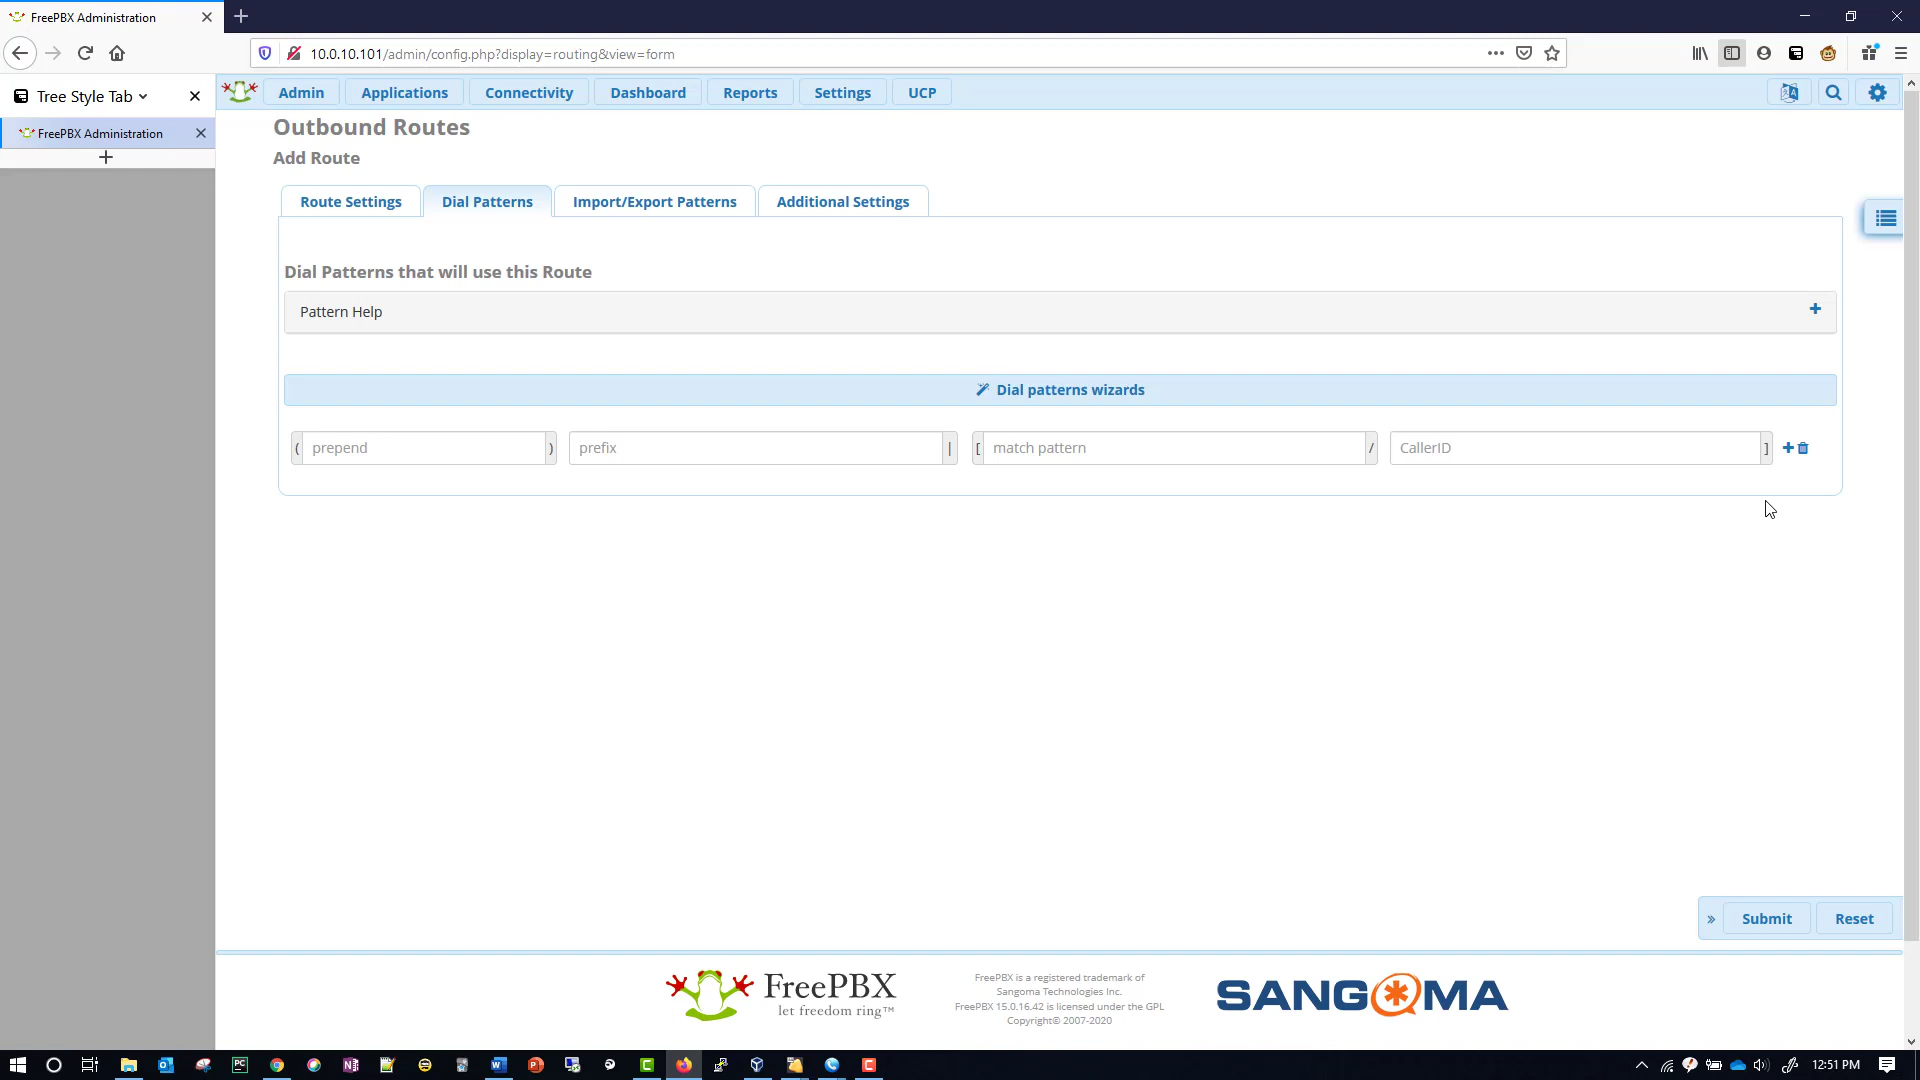 FreePBX Administration
10.0.10.101/admin/config.php?display=routing&view=form
Tree Style Tab
FreePBX Administration
Admin
Applications
Connectivity
Dashboard
Reports
Settings
UCP
Outbound Routes
Add Route
Route Settings
Dial Patterns
Import/Export Patterns
Additional Settings
Dial Patterns that will use this Route
Pattern Help
Dial patterns wizards
( prepend ) prefix | [ match pattern / CallerID ]
» Submit Reset
FreePBX
let freedom ring™
FreePBX is a registered trademark of
Sangoma Technologies Inc.
FreePBX 15.0.16.42 is licensed under the GPL
Copyright© 2007-2020
SANGOMA
12:51 PM